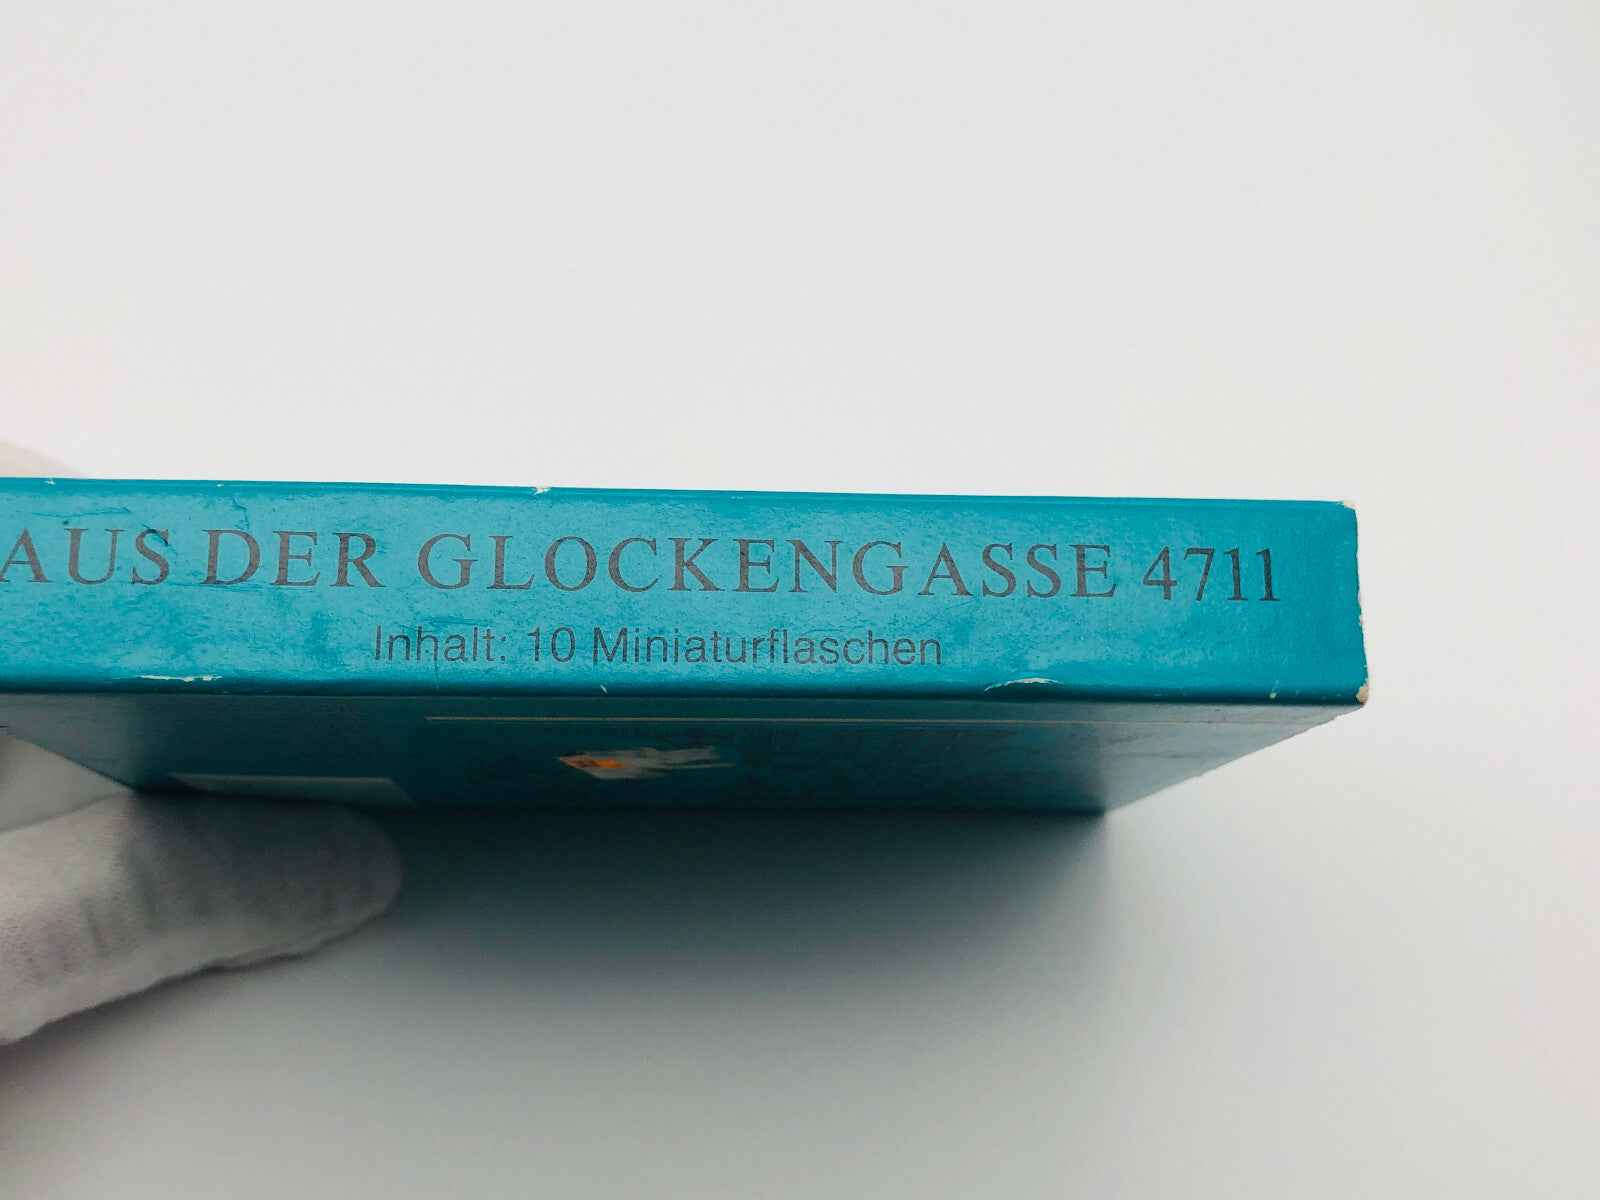 AUS DER GLOCKENGASSE 4711
Inhalt: 10 Miniaturflaschen